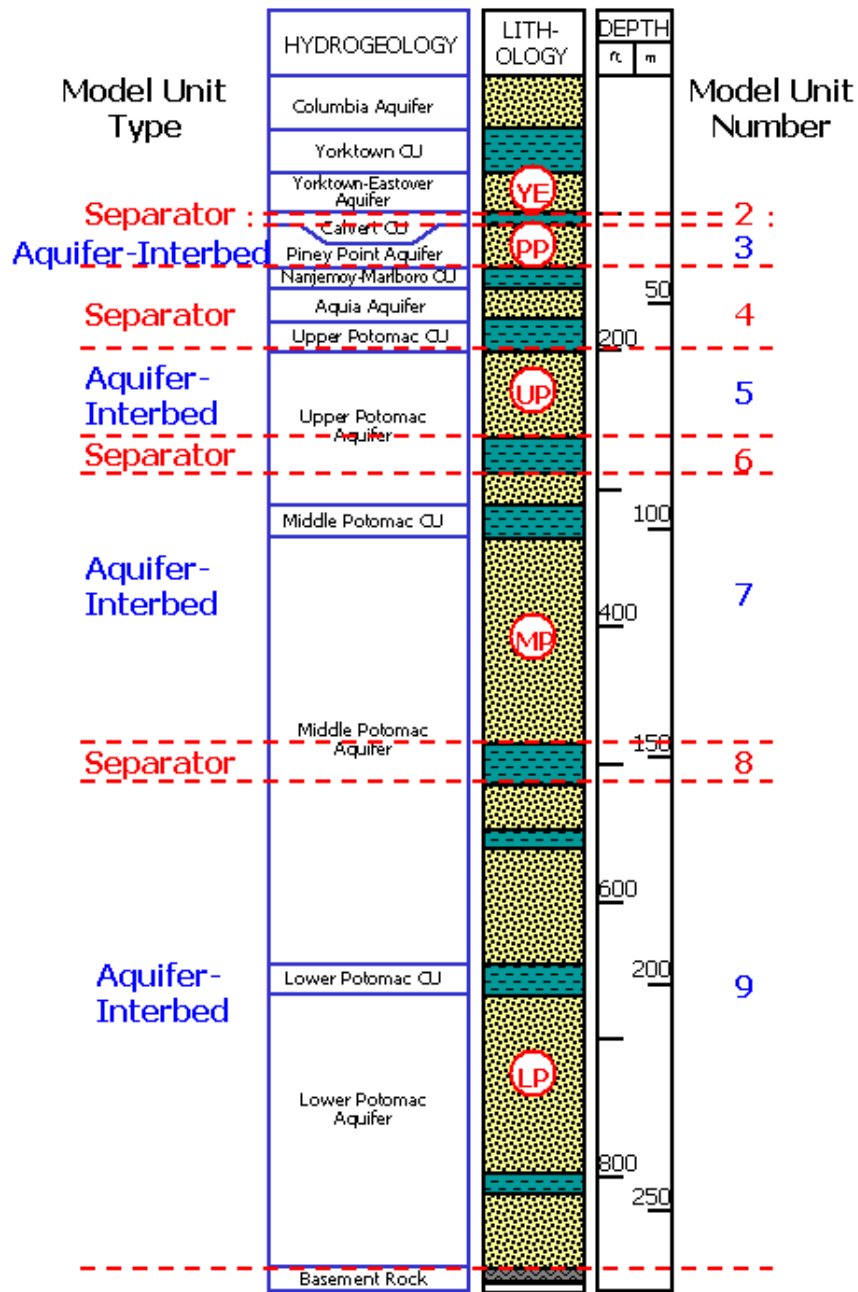 HYDROGEOLOGY
LITH-
OLOGY
DEPTH
ft
m
Model Unit
Type
Model Unit
Number
Columbia Aquifer
Yorktown CU
Yorktown-Eastover
Aquifer
YE
Separator
2
Calvert CU
Aquifer-Interbed
Piney Point Aquifer
PP
3
Nanjemoy-Marlboro CU
Aquia Aquifer
50
Separator
4
Upper Potomac CU
200
Aquifer-
Interbed
Upper Potomac
Aquifer
UP
5
Separator
6
Middle Potomac CU
100
Aquifer-
Interbed
7
400
MP
Middle Potomac
Aquifer
150
Separator
8
600
Lower Potomac CU
200
Aquifer-
Interbed
9
LP
Lower Potomac
Aquifer
800
250
Basement Rock